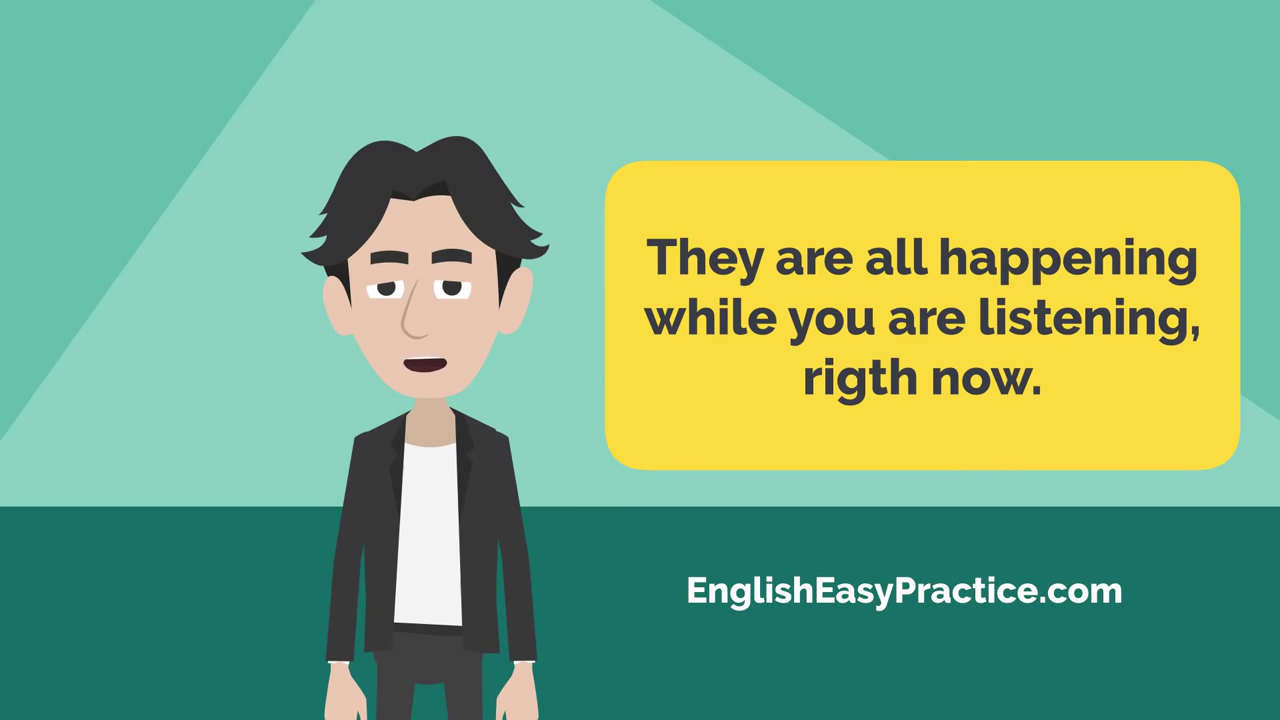 They are all happening
while you are listening,
rigth now.
EnglishEasyPractice.com